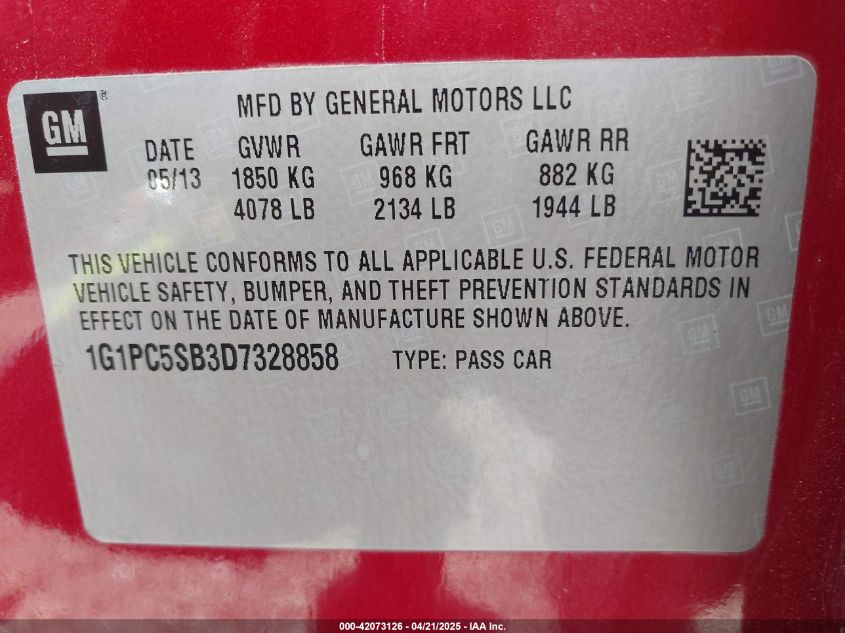 GM ®
MFD BY GENERAL MOTORS LLC
DATE GVWR GAWR FRT GAWR RR
05/13 1850 KG 968 KG 882 KG
4078 LB 2134 LB 1944 LB
THIS VEHICLE CONFORMS TO ALL APPLICABLE U.S. FEDERAL MOTOR
VEHICLE SAFETY, BUMPER, AND THEFT PREVENTION STANDARDS IN
EFFECT ON THE DATE OF MANUFACTURE SHOWN ABOVE.
1G1PC5SB3D7328858 TYPE: PASS CAR
000-42073126 - 04/21/2025 - IAA Inc.